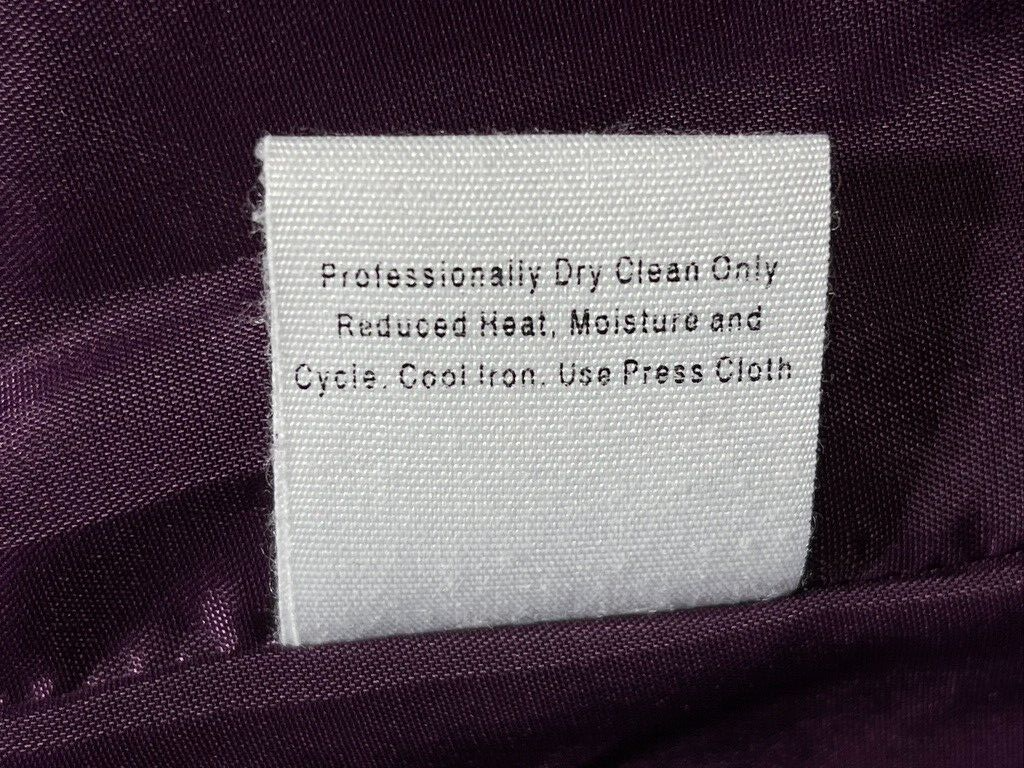 Professionally Dry Clean Only
Reduced Heat, Moisture and
Cycle. Cool Iron. Use Press Cloth